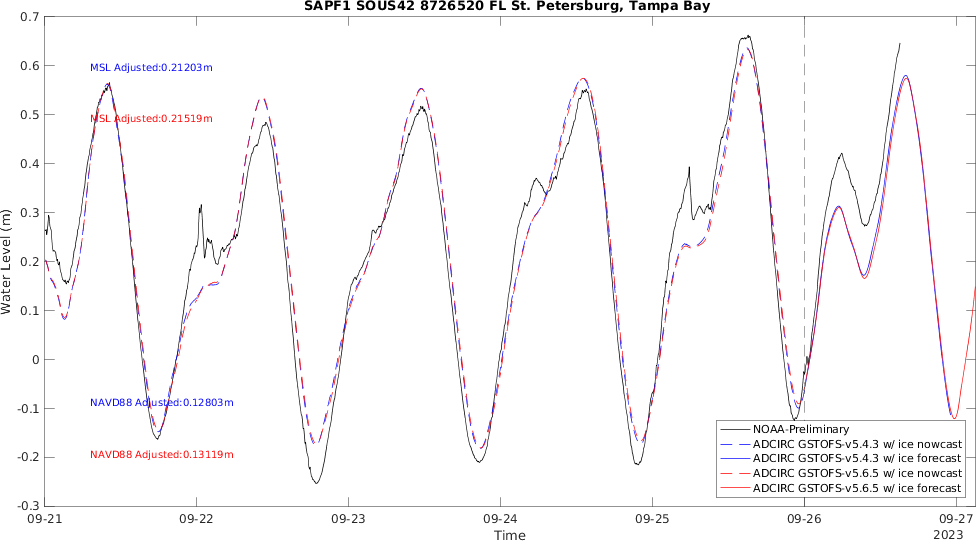 SAPF1 SOUS42 8726520 FL St. Petersburg, Tampa Bay
0.7
0.6
0.5
0.4
0.3
0.2
0.1
0
-0.1
-0.2
-0.3
Water Level (m)
MSL Adjusted:0.21203m
MSL Adjusted:0.21519m
NAVD88 Adjusted:0.12803m
NAVD88 Adjusted:0.13119m
NOAA-Preliminary
ADCIRC GSTOFS-v5.4.3 w/ ice nowcast
ADCIRC GSTOFS-v5.4.3 w/ ice forecast
ADCIRC GSTOFS-v5.6.5 w/ ice nowcast
ADCIRC GSTOFS-v5.6.5 w/ ice forecast
09-21 09-22 09-23 09-24 09-25 09-26 09-27
Time
2023